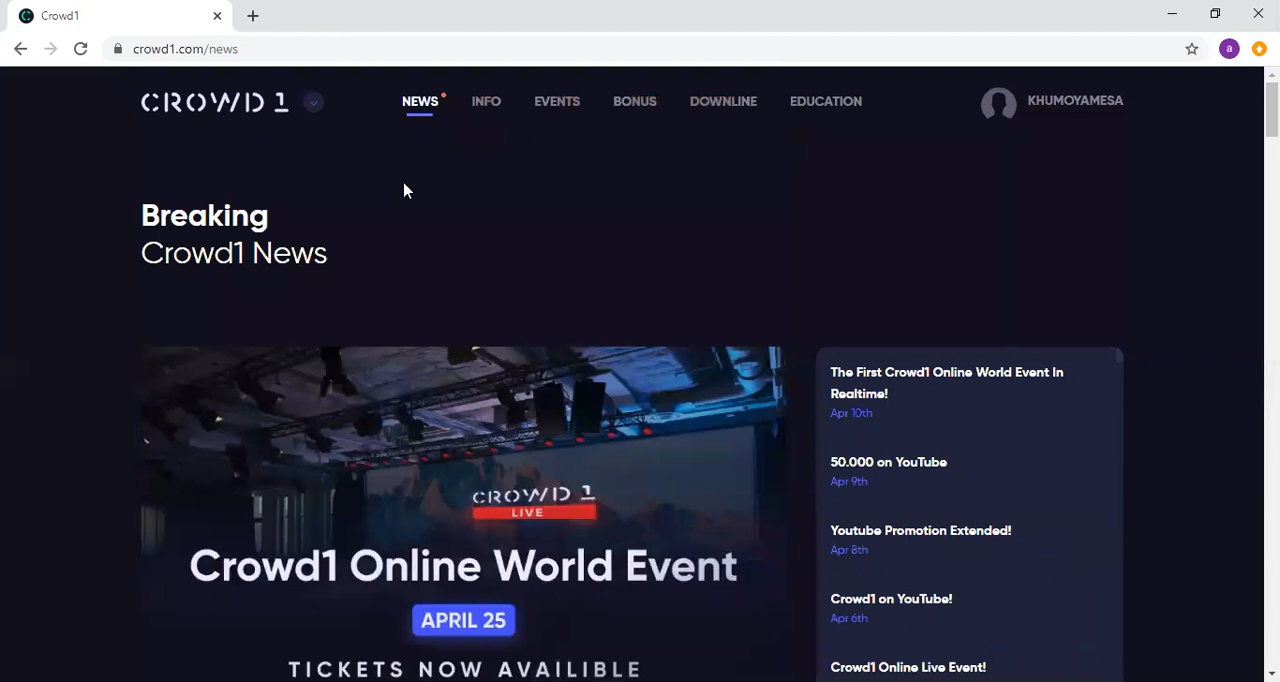 Crowd1
crowd1.com/news
a
CROWD 1
NEWS
INFO
EVENTS
BONUS
DOWNLINE
EDUCATION
KHUMOYAMESA
Breaking
Crowd1 News
CROWD 1
LIVE
Crowd1 Online World Event
APRIL 25
TICKETS NOW AVAILIBLE
The First Crowd1 Online World Event In
Realtime!
Apr 10th
50.000 on YouTube
Apr 9th
Youtube Promotion Extended!
Apr 8th
Crowd1 on YouTube!
Apr 6th
Crowd1 Online Live Event!